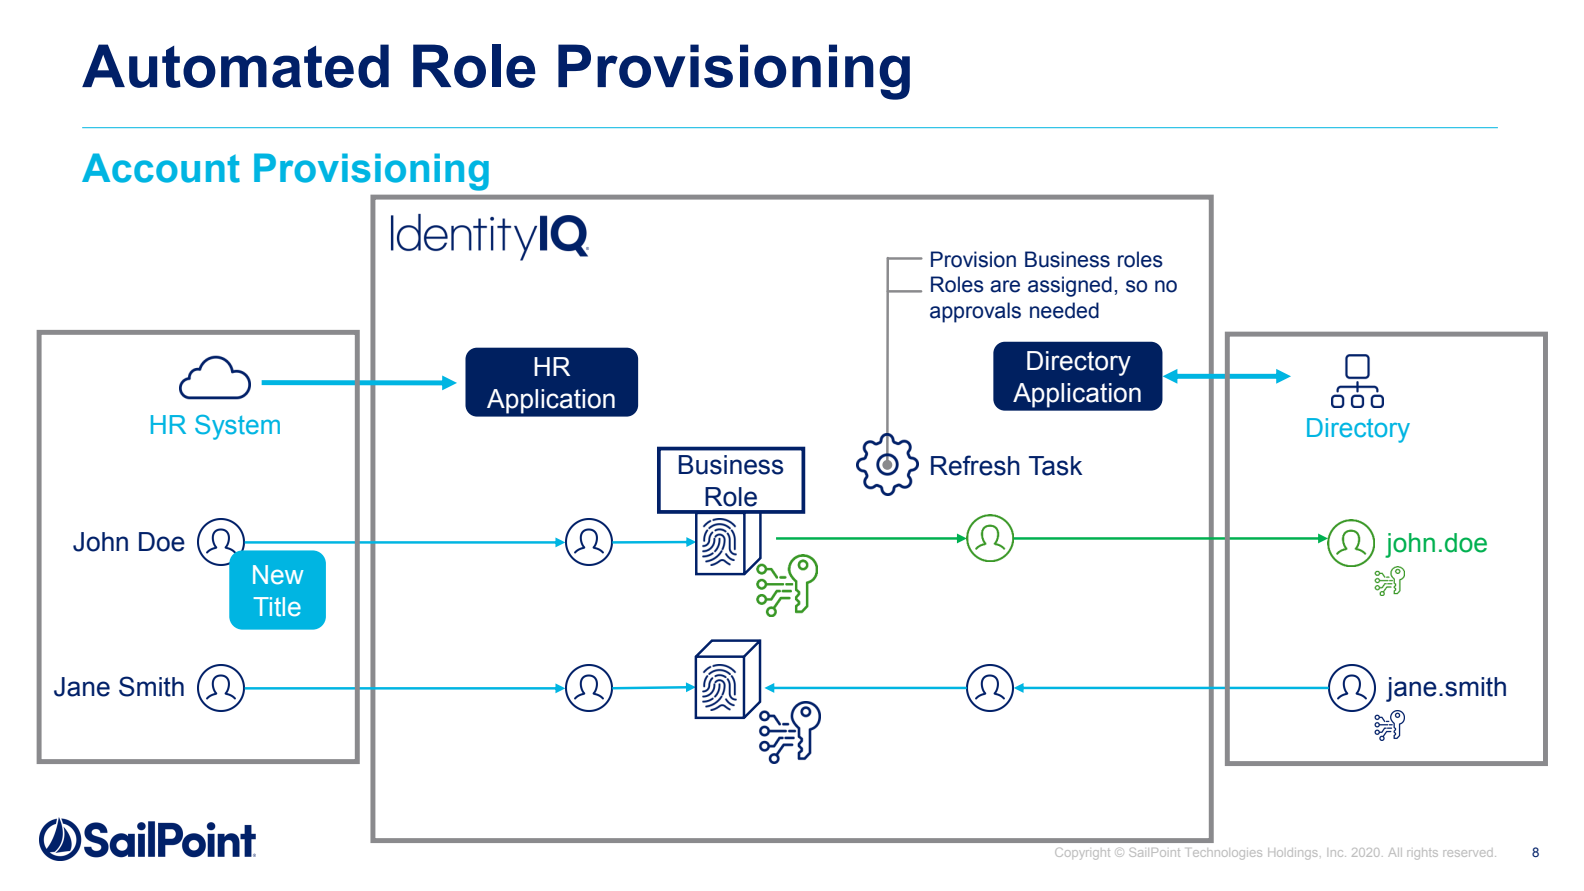 Automated Role Provisioning
Account Provisioning
IdentityIQ
Provision Business roles
Roles are assigned, so no
approvals needed
HR
Application
Directory
Application
HR System
Directory
Business
Role
Refresh Task
John Doe
New
Title
john.doe
Jane Smith
jane.smith
SailPoint
Copyright © SailPoint Technologies Holdings, Inc. 2020. All rights reserved.
8